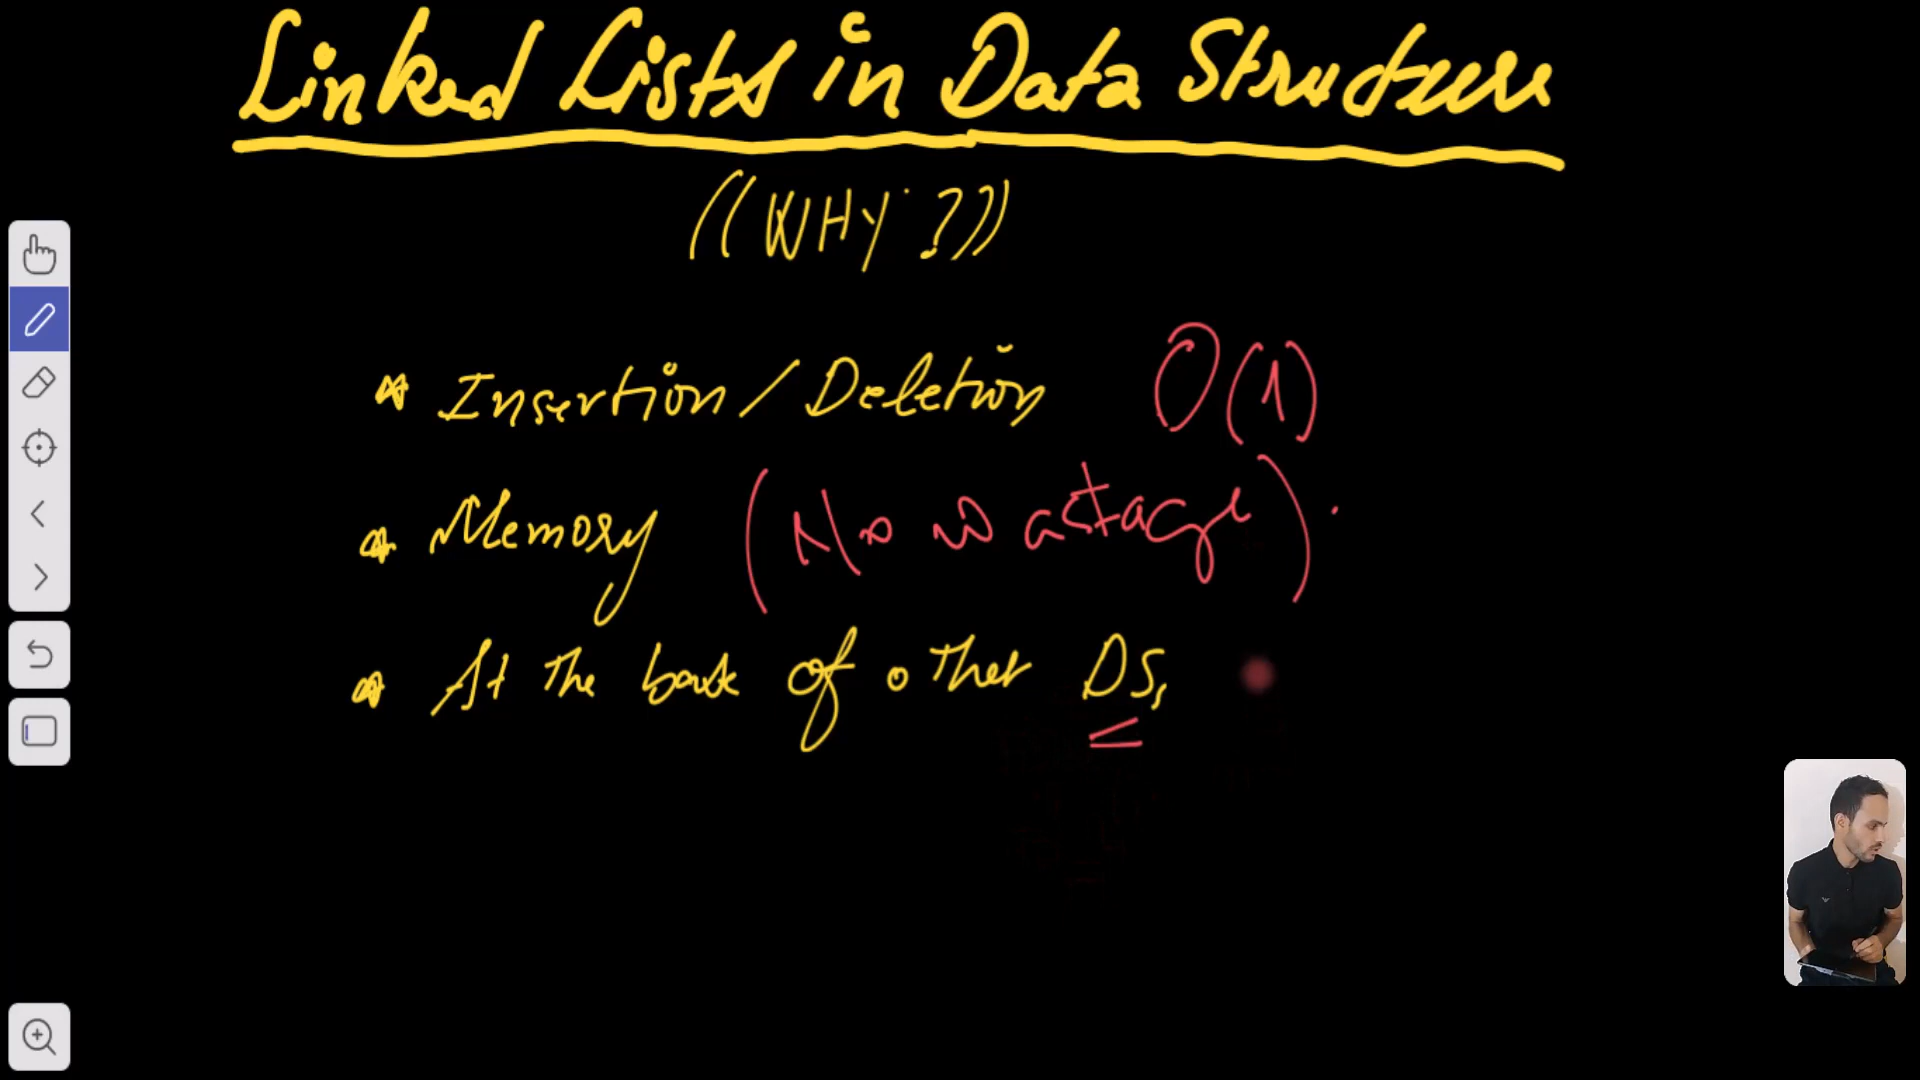 Linked Lists in Data Structure
((WHY?))
* Insertion/Deletion O(1)
* Memory (No wastage).
* At the back of other DS,